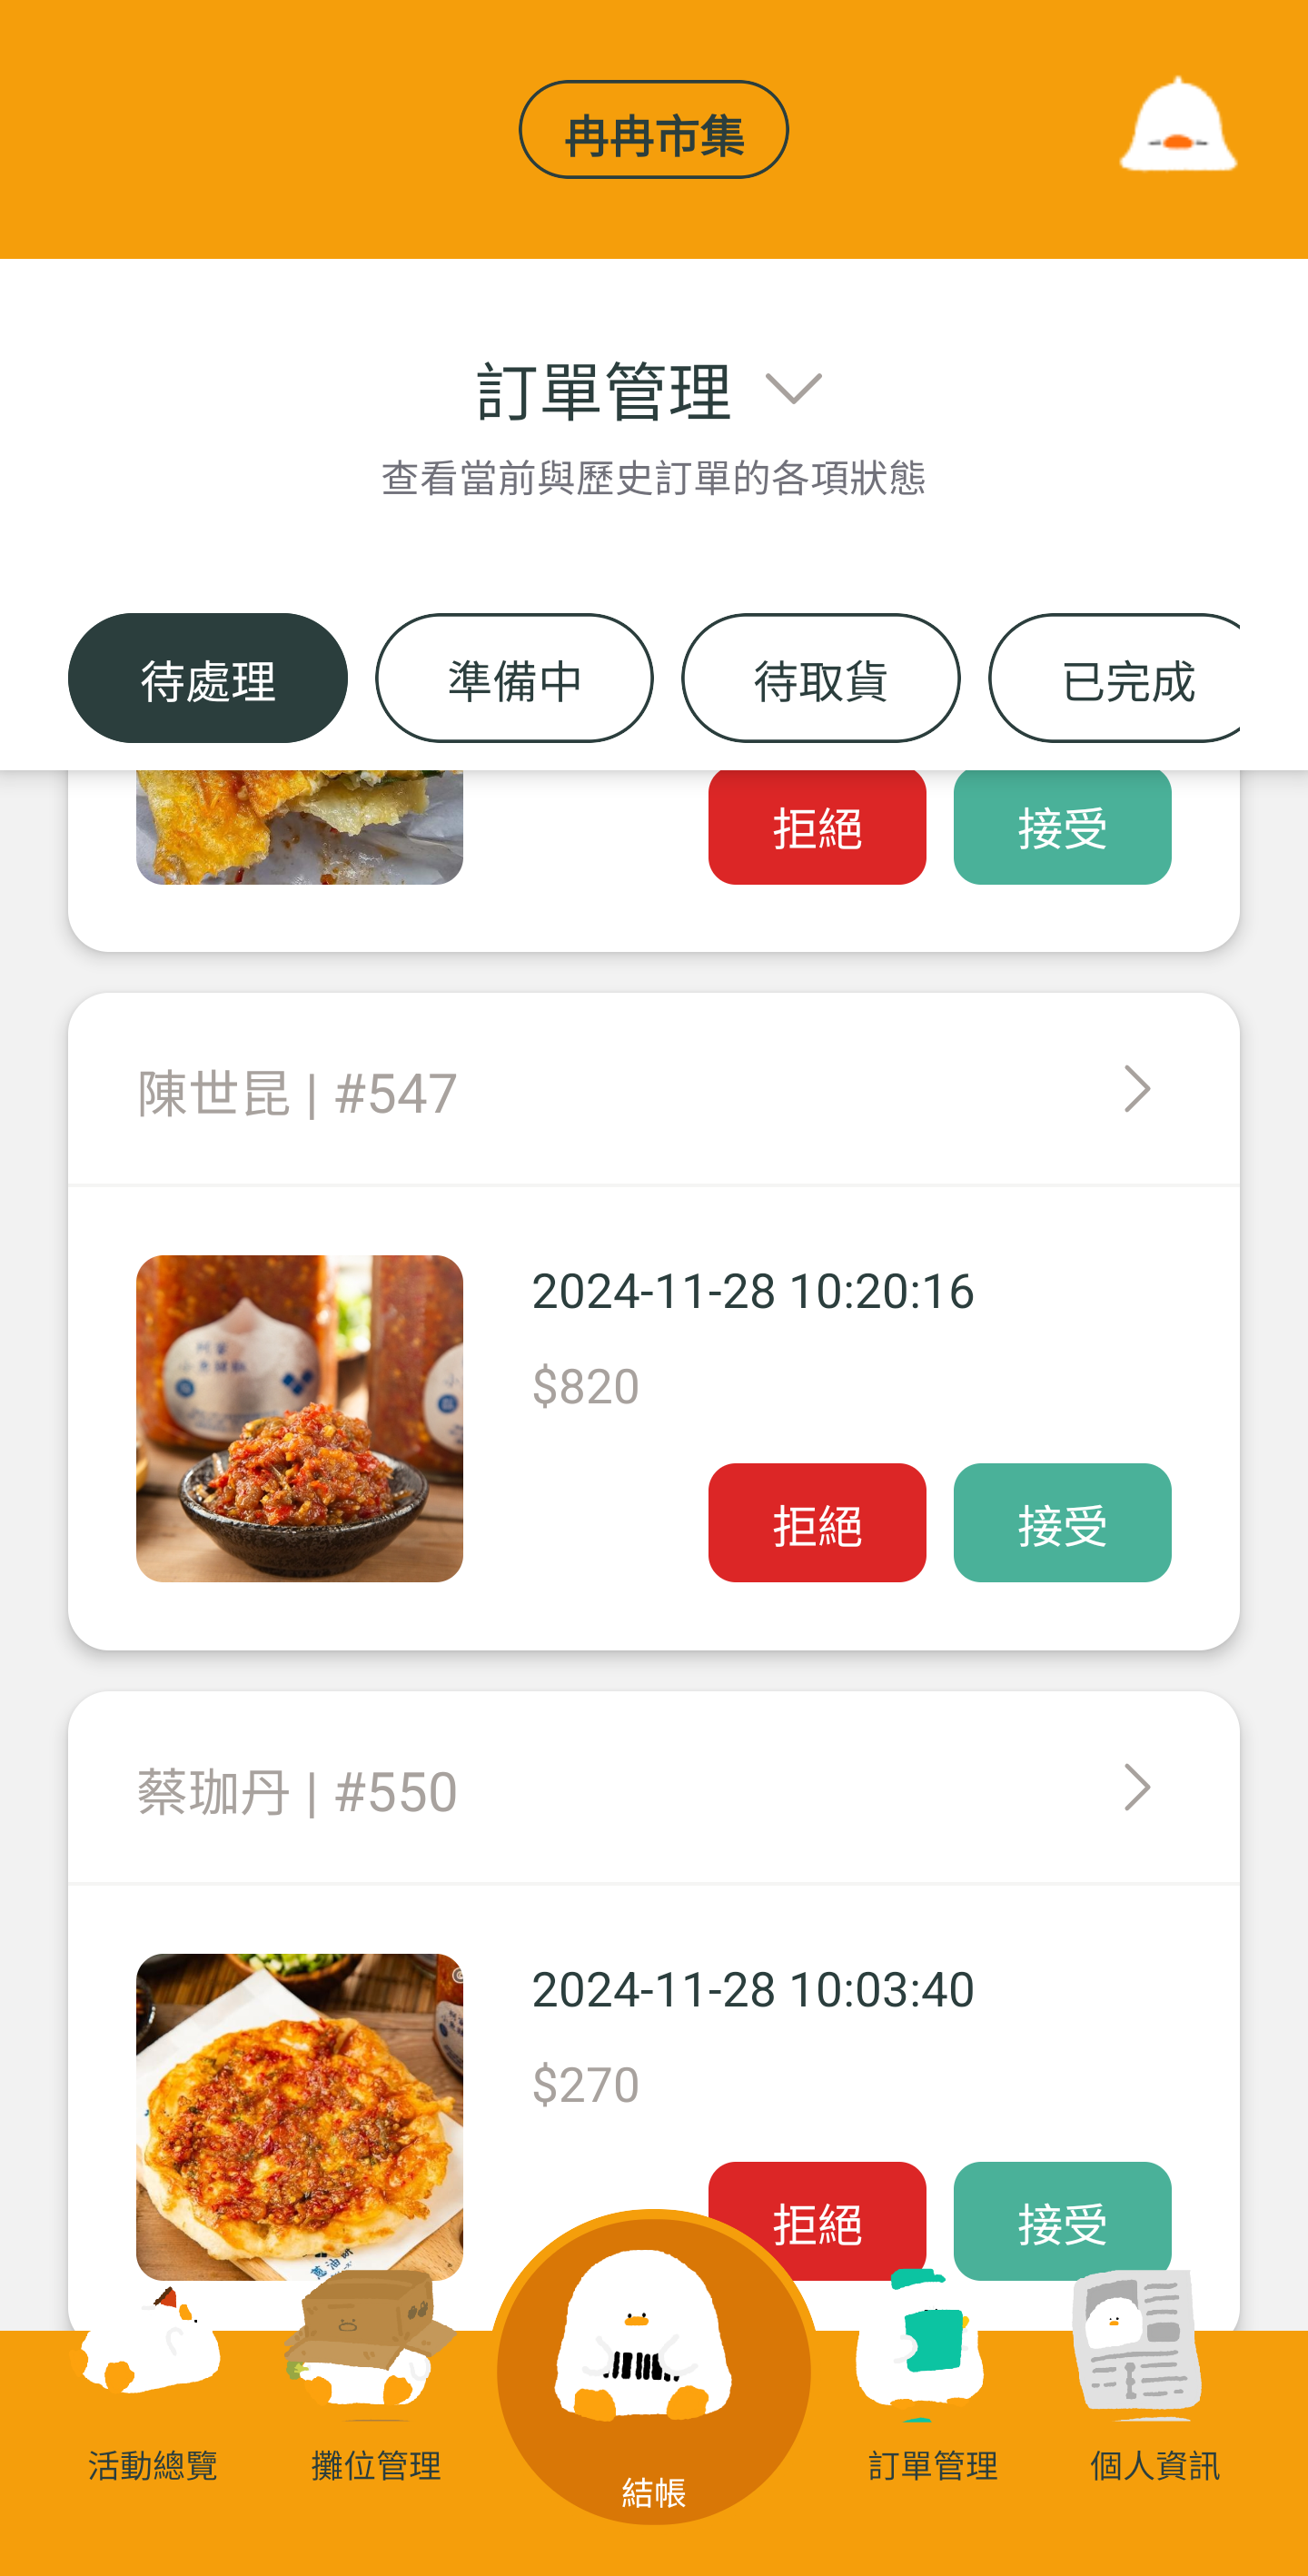 冉冉市集
訂單管理
查看當前與歷史訂單的各項狀態
待處理 準備中 待取貨 已完成
拒絕 接受
陳世昆 | #547
2024-11-28 10:20:16
$820
拒絕 接受
蔡珈丹 | #550
2024-11-28 10:03:40
$270
拒絕 接受
活動總覽 攤位管理 結帳 訂單管理 個人資訊